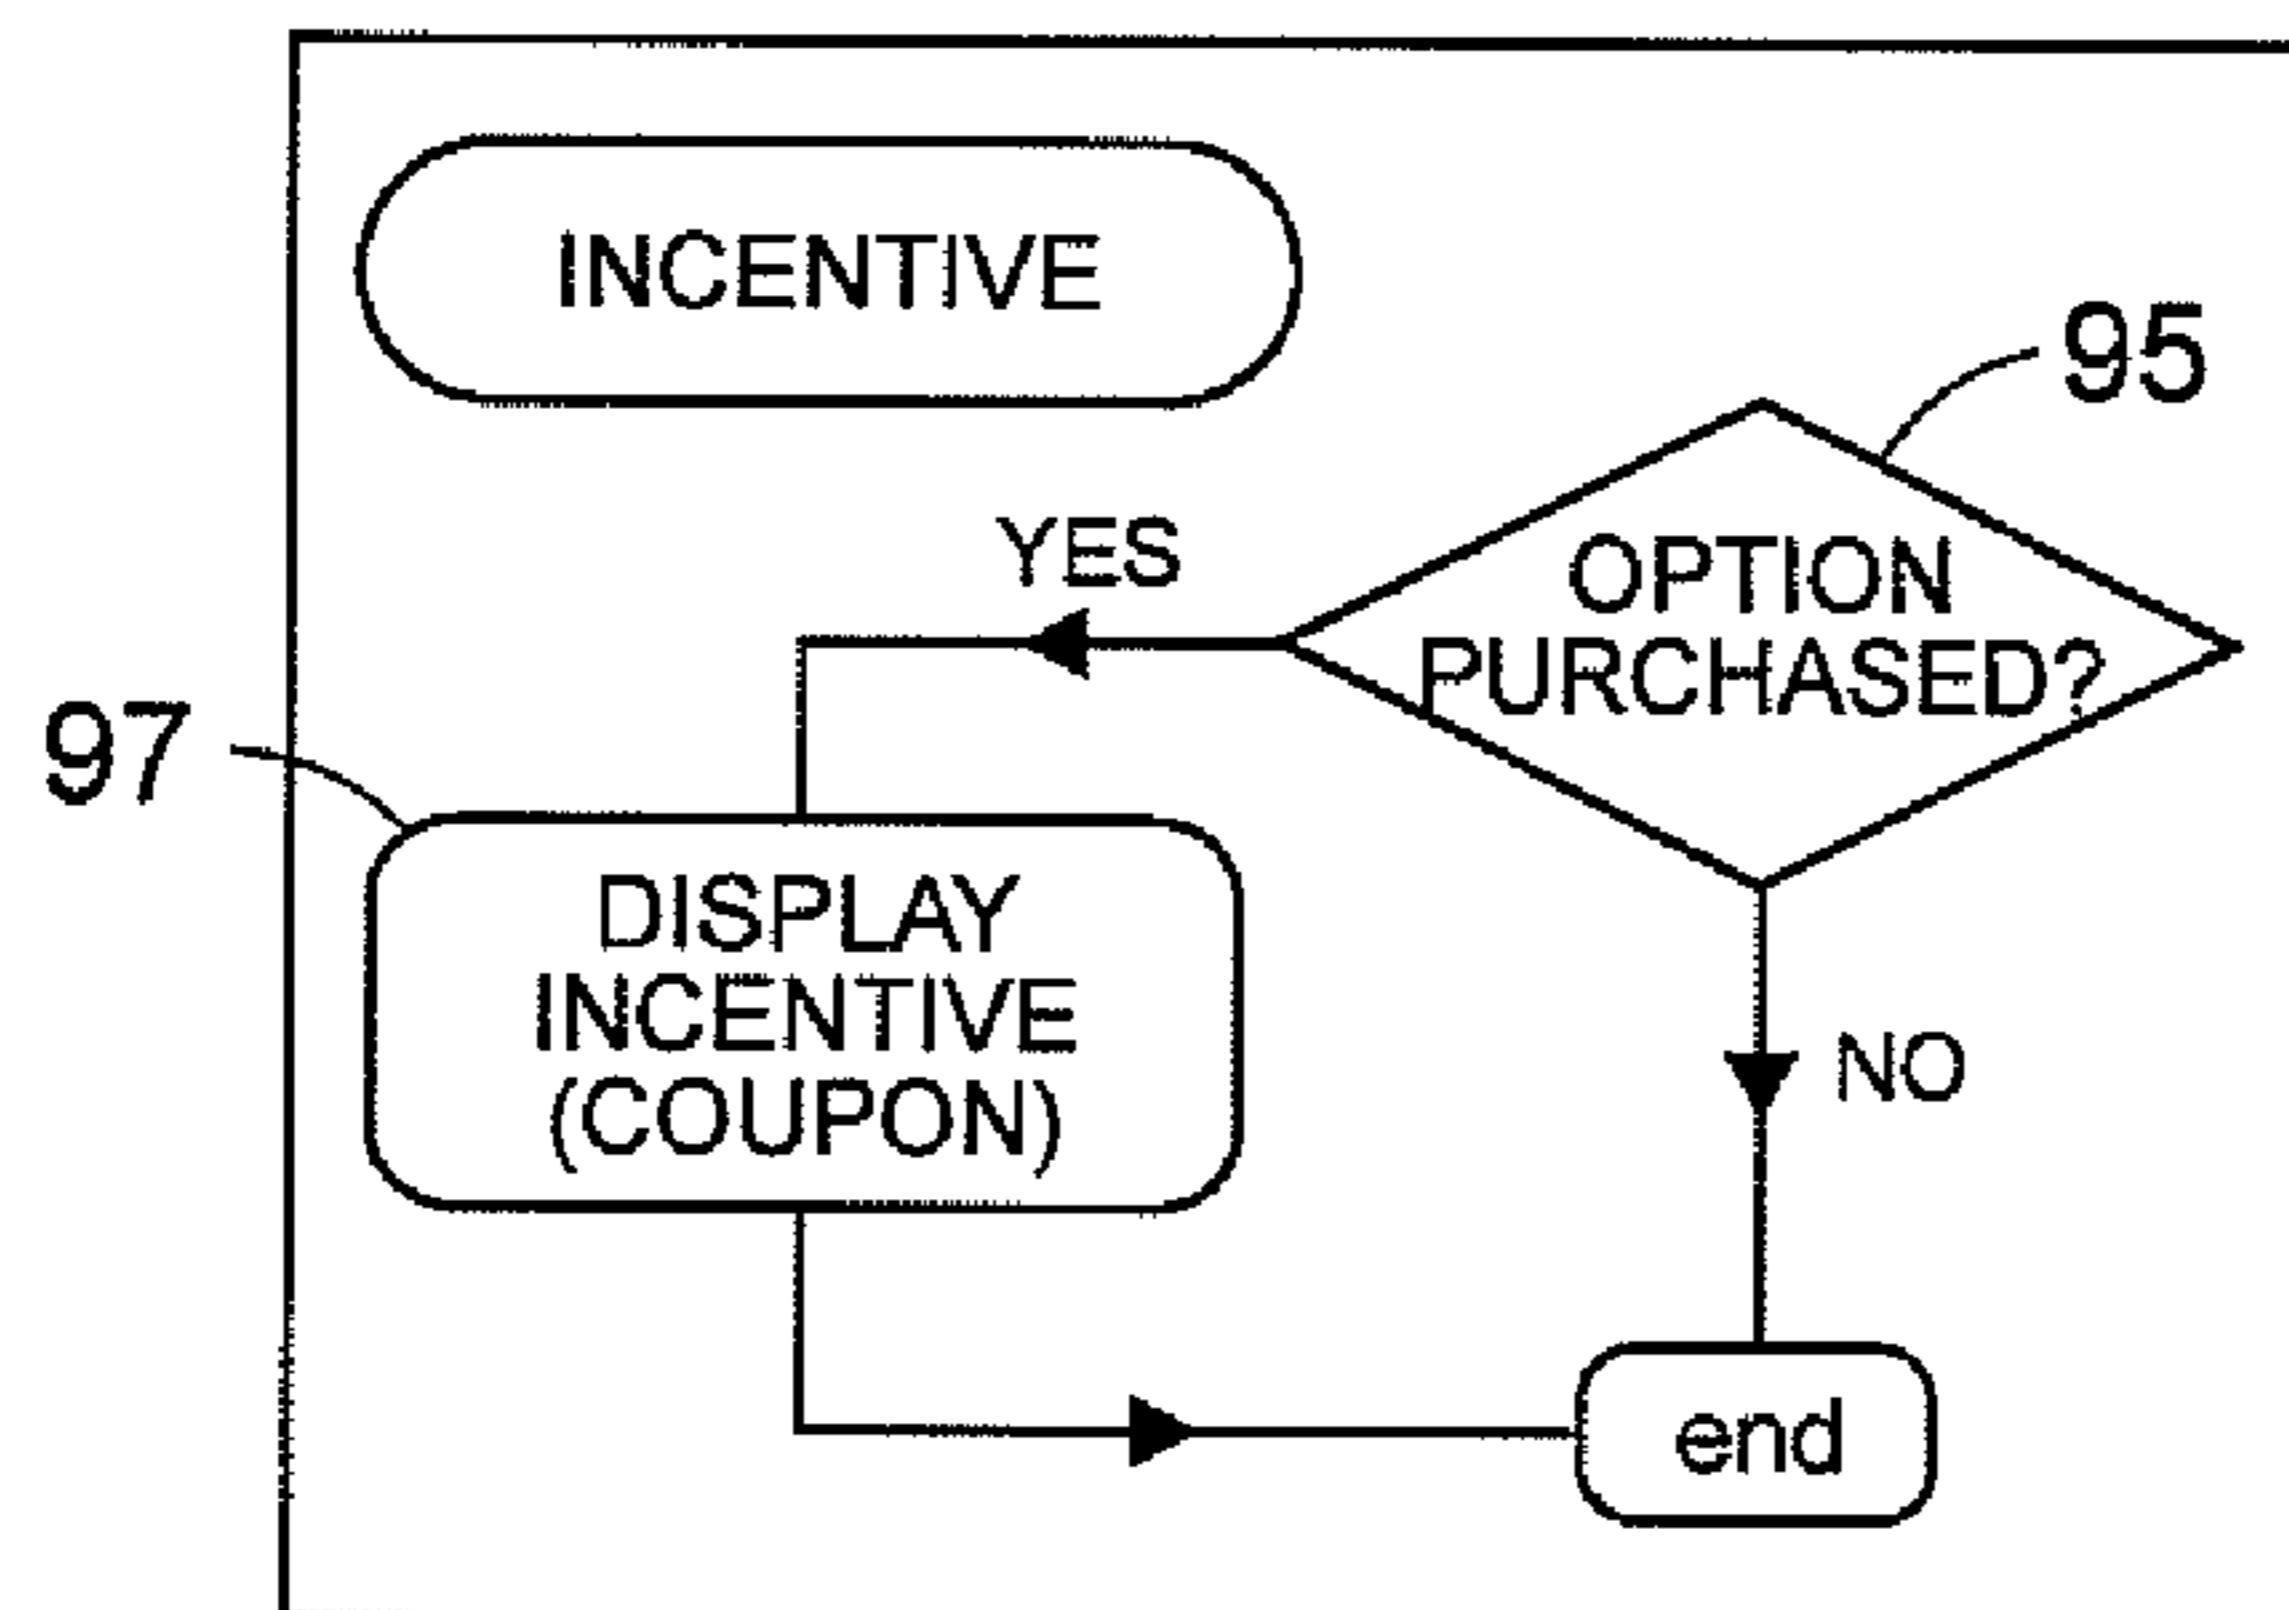 INCENTIVE
95
OPTION
PURCHASED?
YES
97
DISPLAY
INCENTIVE
(COUPON)
NO
end